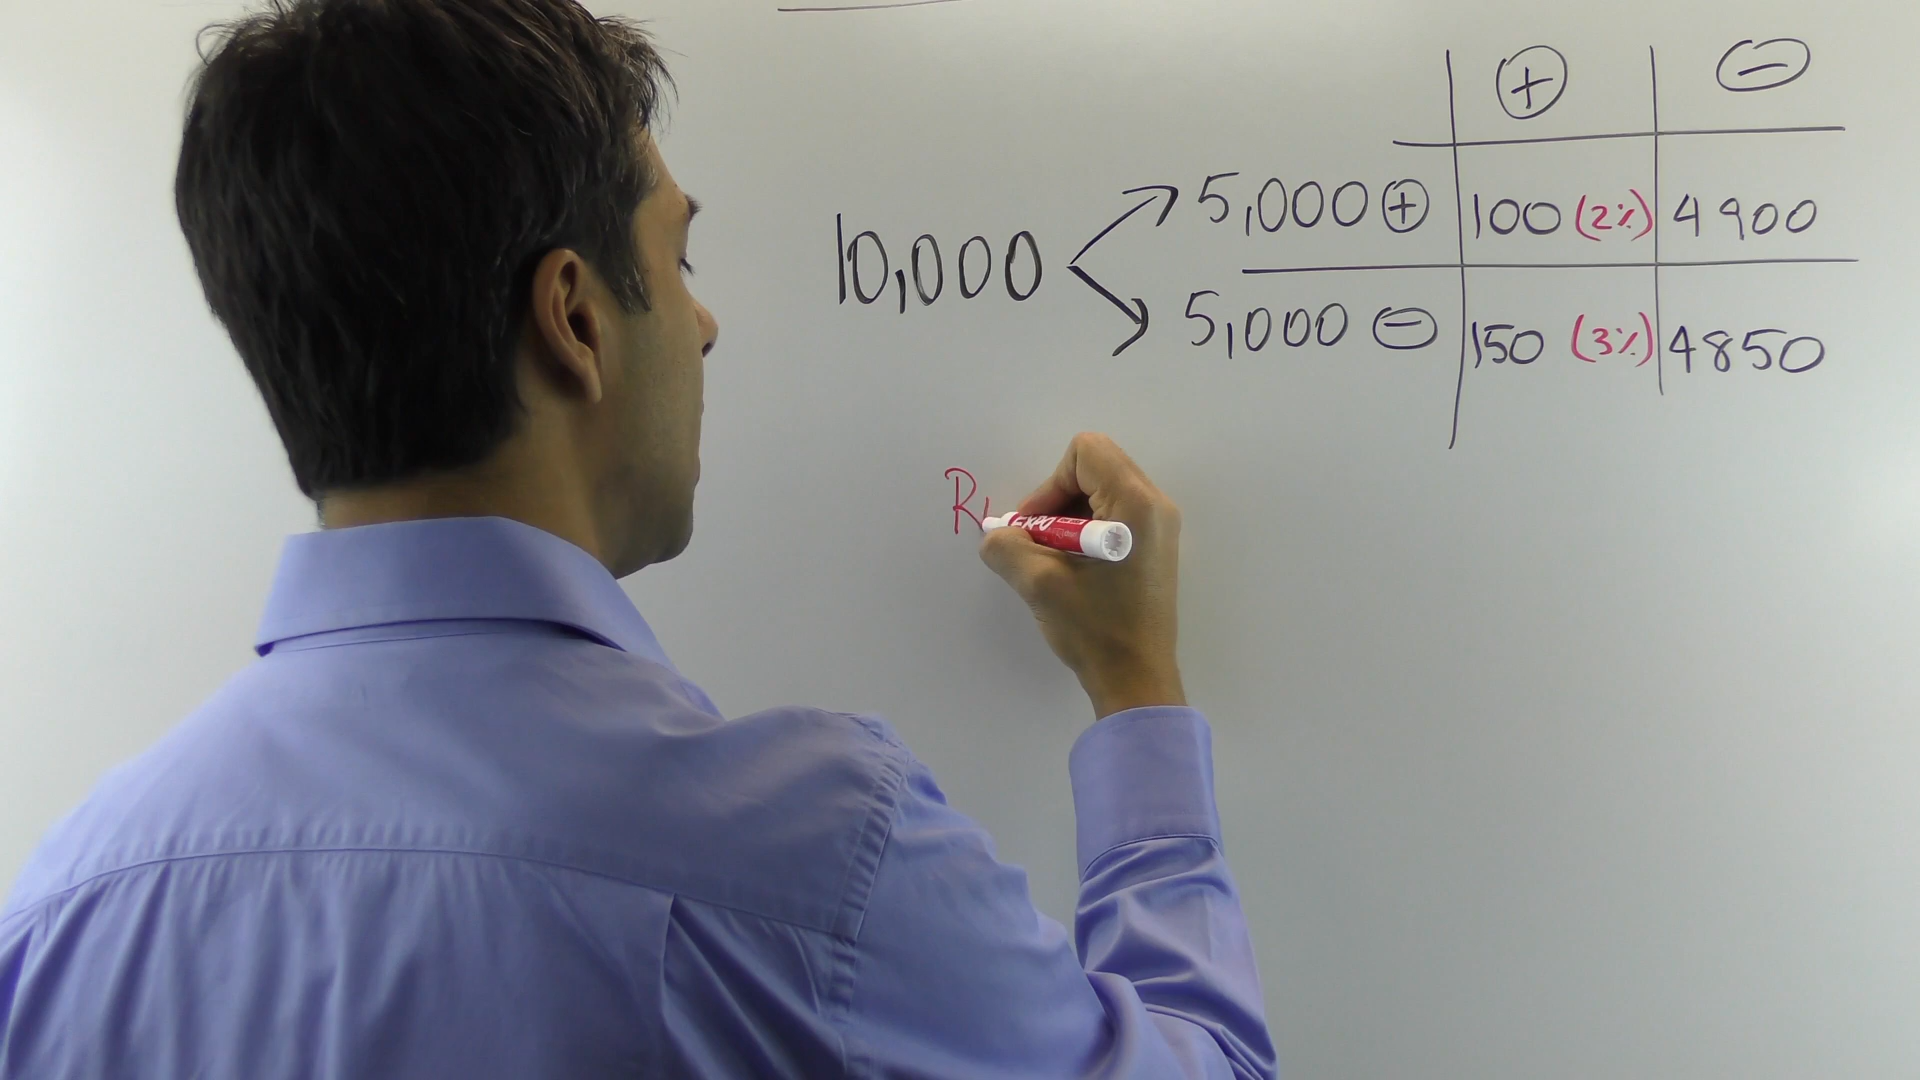 ⊕ ⊖
10,000 5,000 ⊕ 100 (2%) 4900
5,000 ⊖ 150 (3%) 4850
R
EXPO